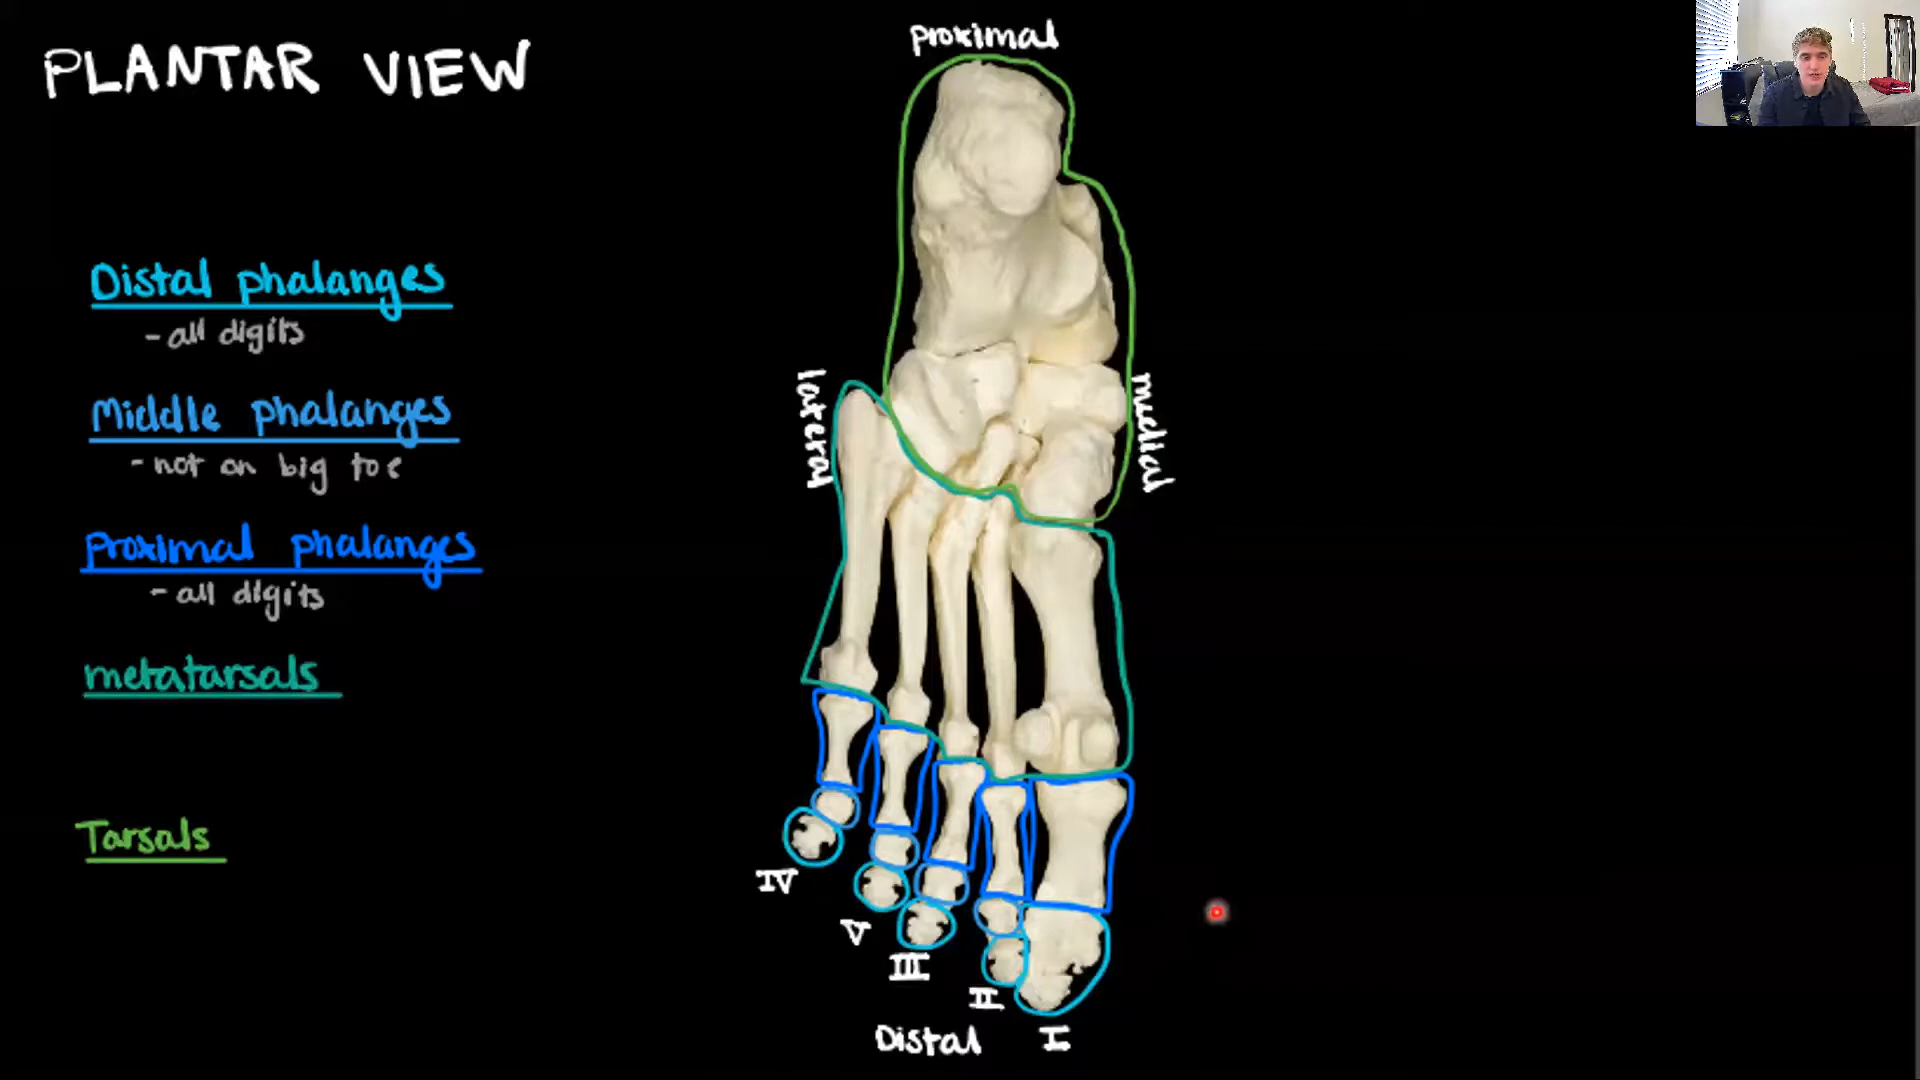 PLANTAR VIEW
proximal
Distal phalanges
- all digits
Middle phalanges
- not on big toe
proximal phalanges
- all digits
metatarsals
Tarsals
lateral
medial
IV
V
III
II
I
Distal